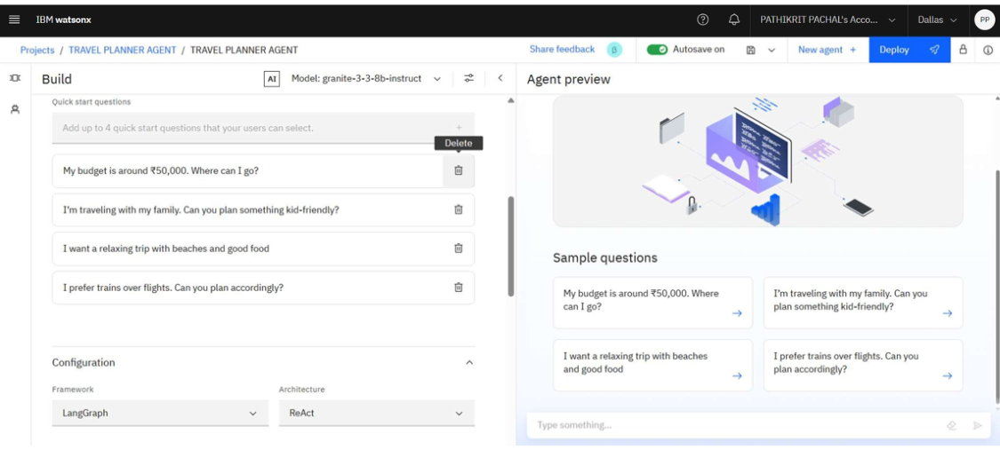 IBM watsonx
PATHIKRIT PACHAL's Acco...
Dallas
PP
Projects / TRAVEL PLANNER AGENT / TRAVEL PLANNER AGENT
Share feedback
β
Autosave on
New agent +
Deploy
Build
AI
Model: granite-3-3-8b-instruct
Agent preview
Quick start questions
Add up to 4 quick start questions that your users can select.
Delete
My budget is around ₹50,000. Where can I go?
I'm traveling with my family. Can you plan something kid-friendly?
I want a relaxing trip with beaches and good food
I prefer trains over flights. Can you plan accordingly?
Configuration
Framework
Architecture
LangGraph
ReAct
Sample questions
My budget is around ₹50,000. Where
can I go?
I'm traveling with my family. Can you
plan something kid-friendly?
I want a relaxing trip with beaches
and good food
I prefer trains over flights. Can you
plan accordingly?
Type something...